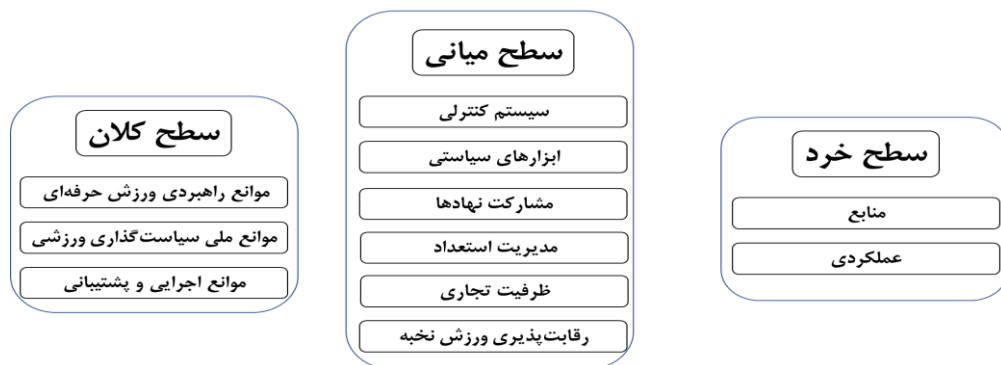 سطح خرد
منابع
عملکردی
سطح میانی
سیستم کنترلی
ابزارهای سیاستی
مشارکت نهادها
مدیریت استعداد
ظرفیت تجاری
رقابت‌پذیری ورزش نخبه
سطح کلان
موانع راهبردی ورزش حرفه‌ای
موانع ملی سیاست‌گذاری ورزشی
موانع اجرایی و پشتیبانی